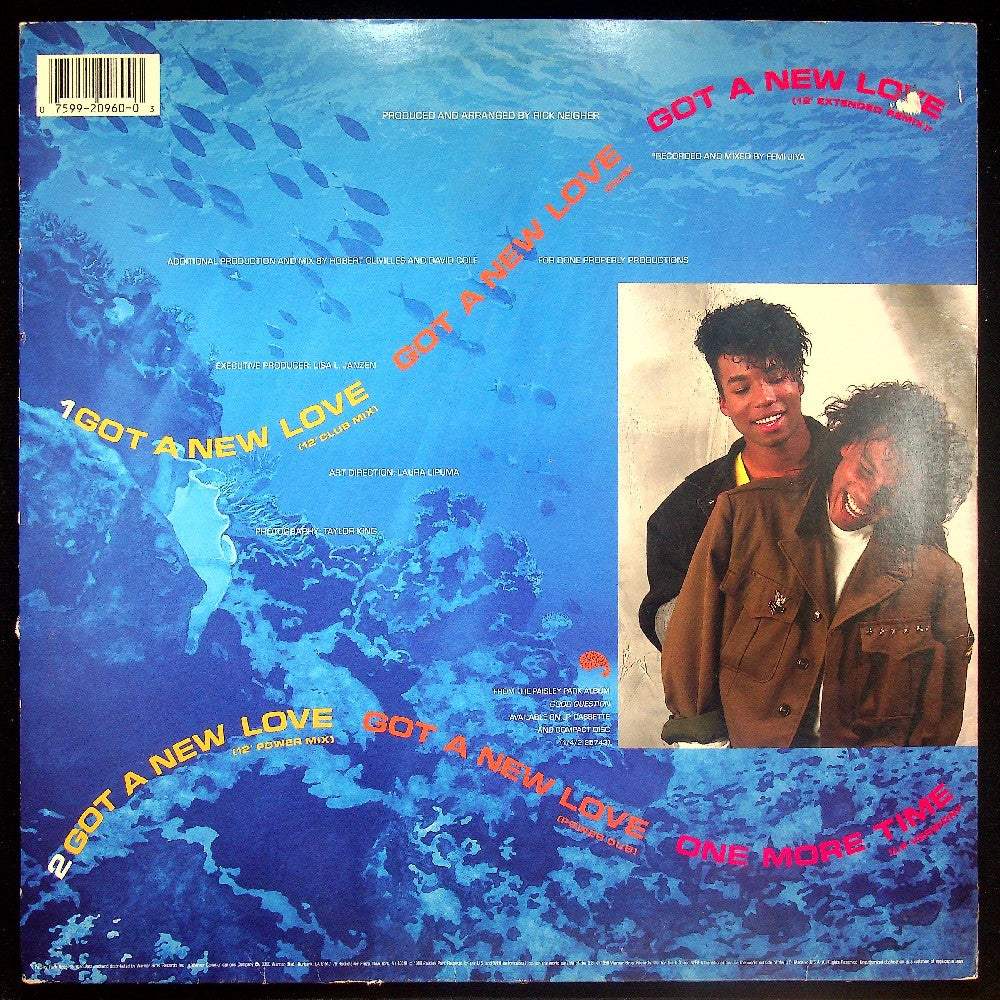 0 7599-20960-0 3
PRODUCED AND ARRANGED BY RICK NEIGHER
GOT A NEW LOVE
(12" EXTENDED REMIX)*
*RECORDED AND MIXED BY FEMI JIYA
GOT A NEW LOVE
ADDITIONAL PRODUCTION AND MIX BY ROBERT CLIVILLES AND DAVID COLE FOR DONE PROPERLY PRODUCTIONS
EXECUTIVE PRODUCER: LISA L. JANZEN
1 GOT A NEW LOVE
(12" CLUB MIX)
ART DIRECTION: LAURA LIPUMA
PHOTOGRAPHY: TAYLOR KING
FROM THE PAISLEY PARK ALBUM
GOOD QUESTION
AVAILABLE ON LP, CASSETTE
AND COMPACT DISC
2 GOT A NEW LOVE
(12" POWER MIX)
GOT A NEW LOVE
(POWER DUB)
ONE MORE TIME